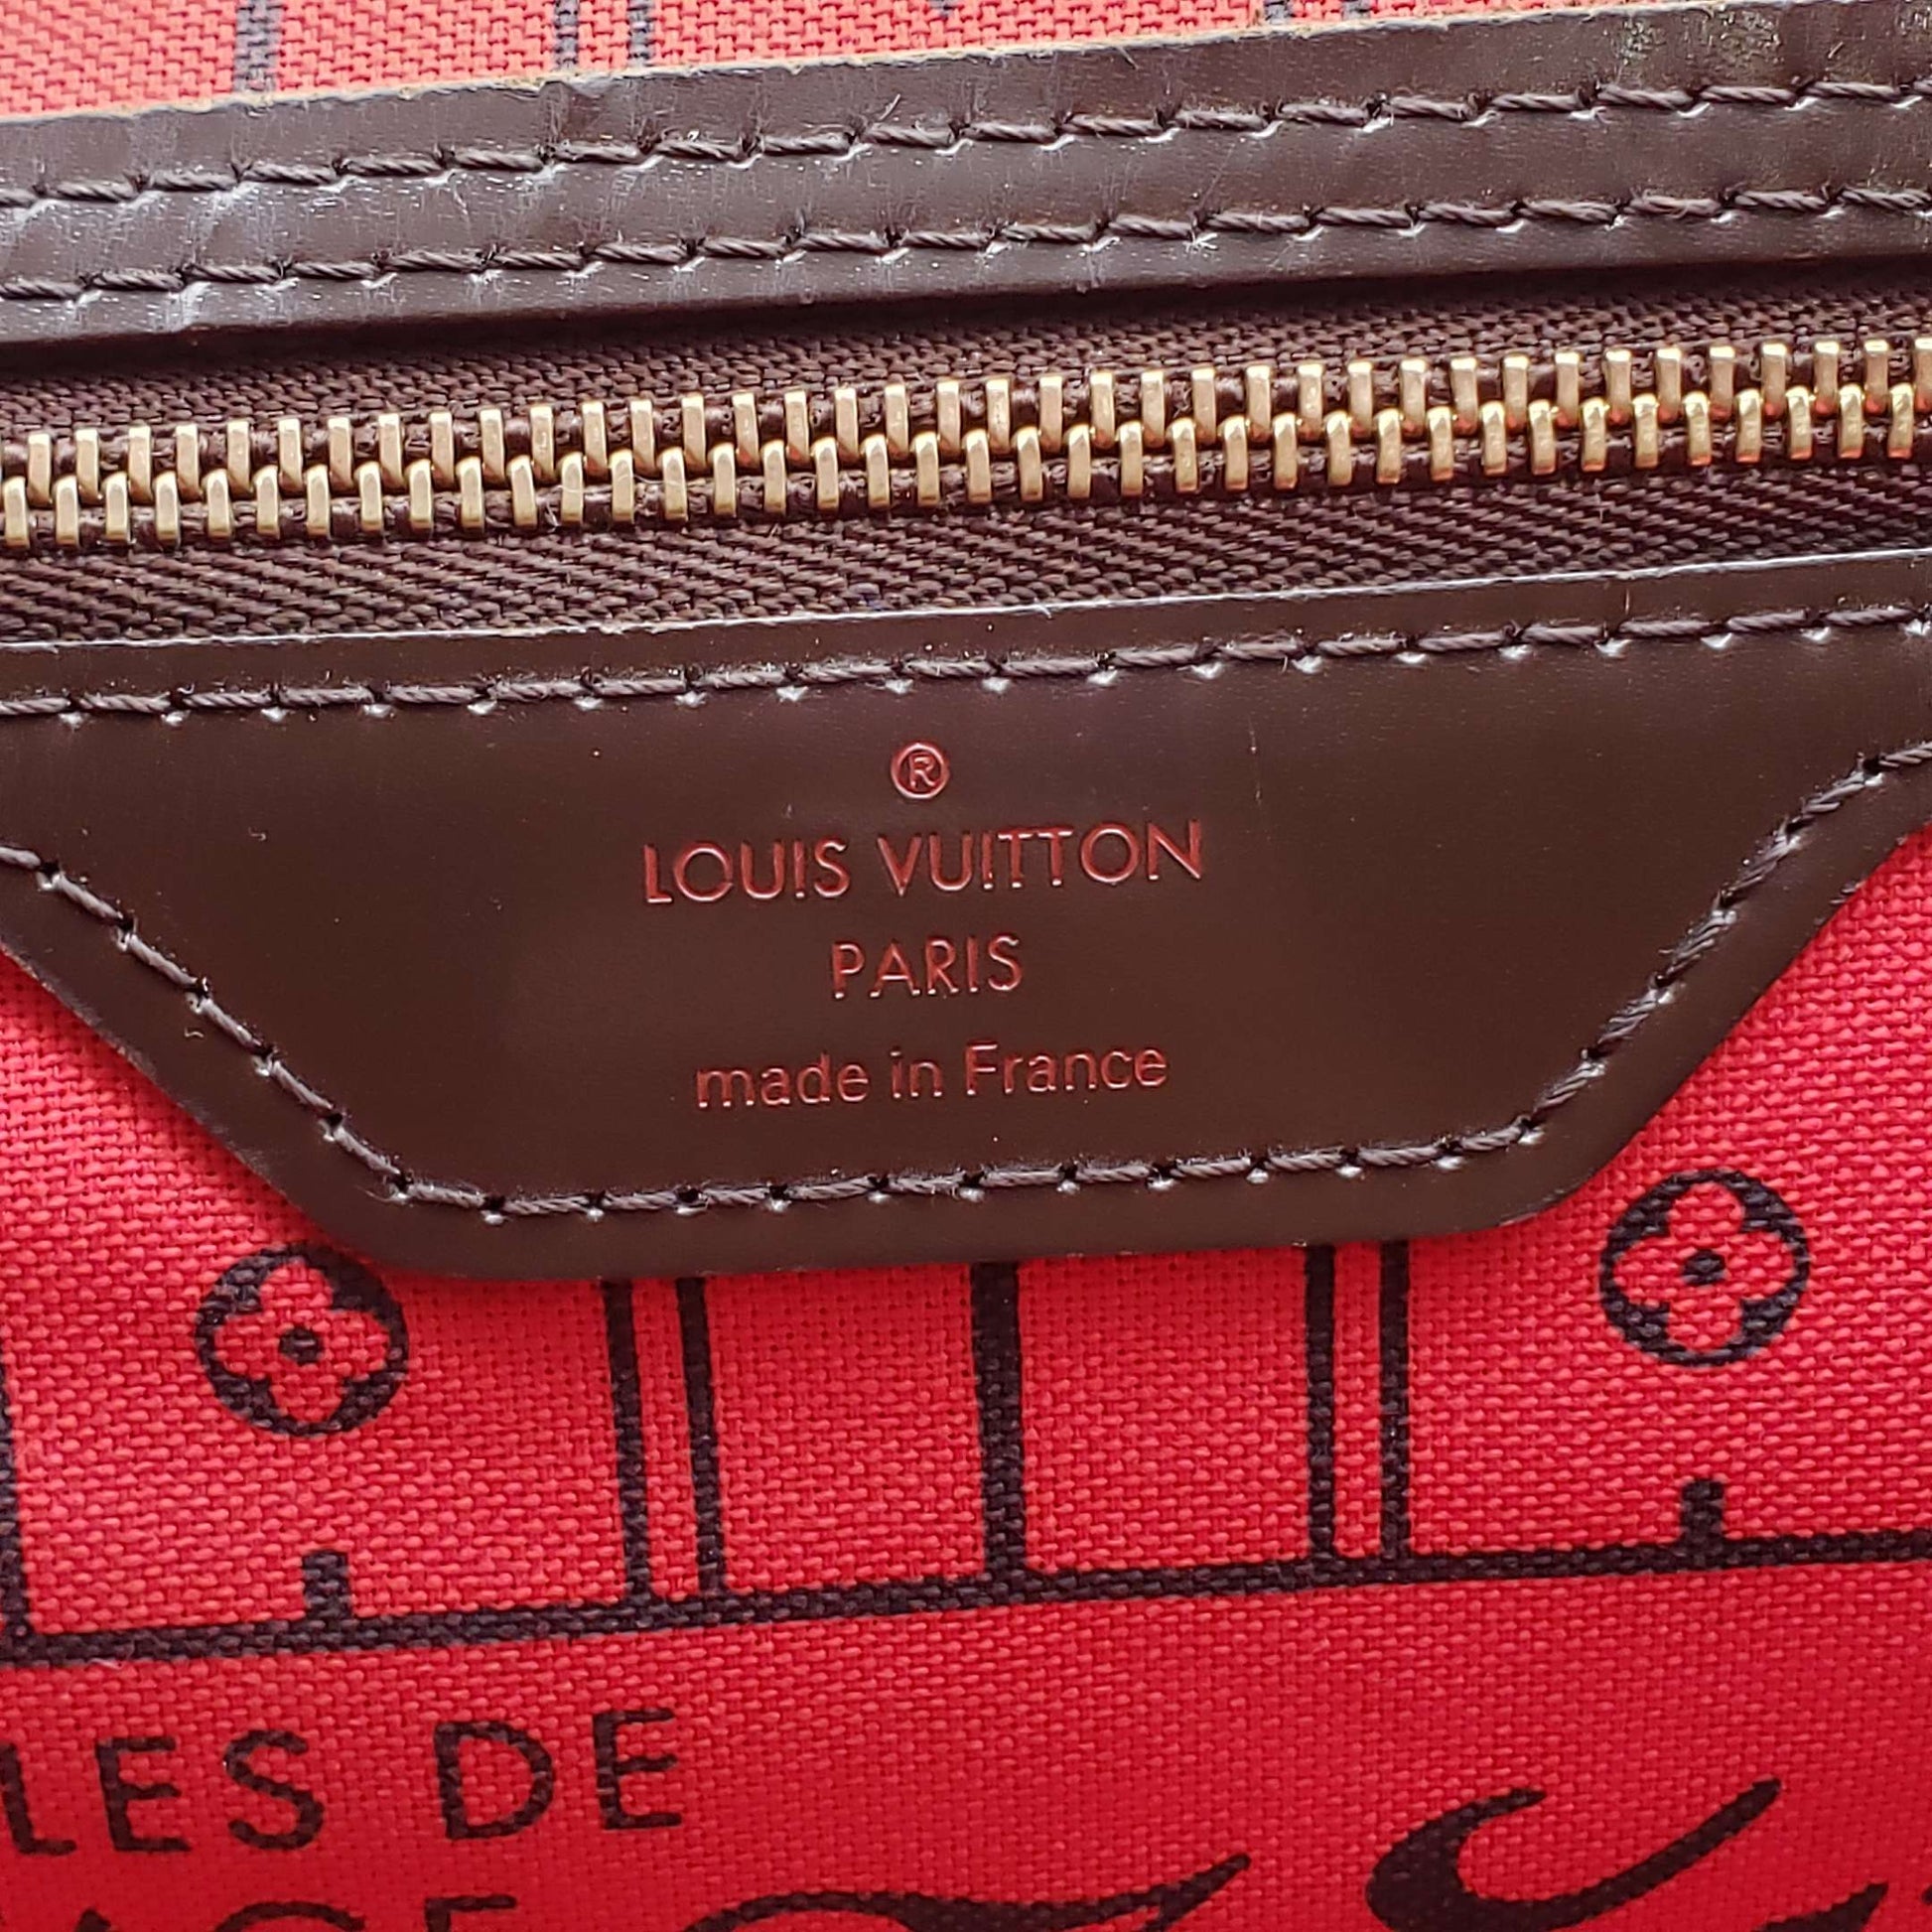 ®
LOUIS VUITTON
PARIS
made in France
LES DE